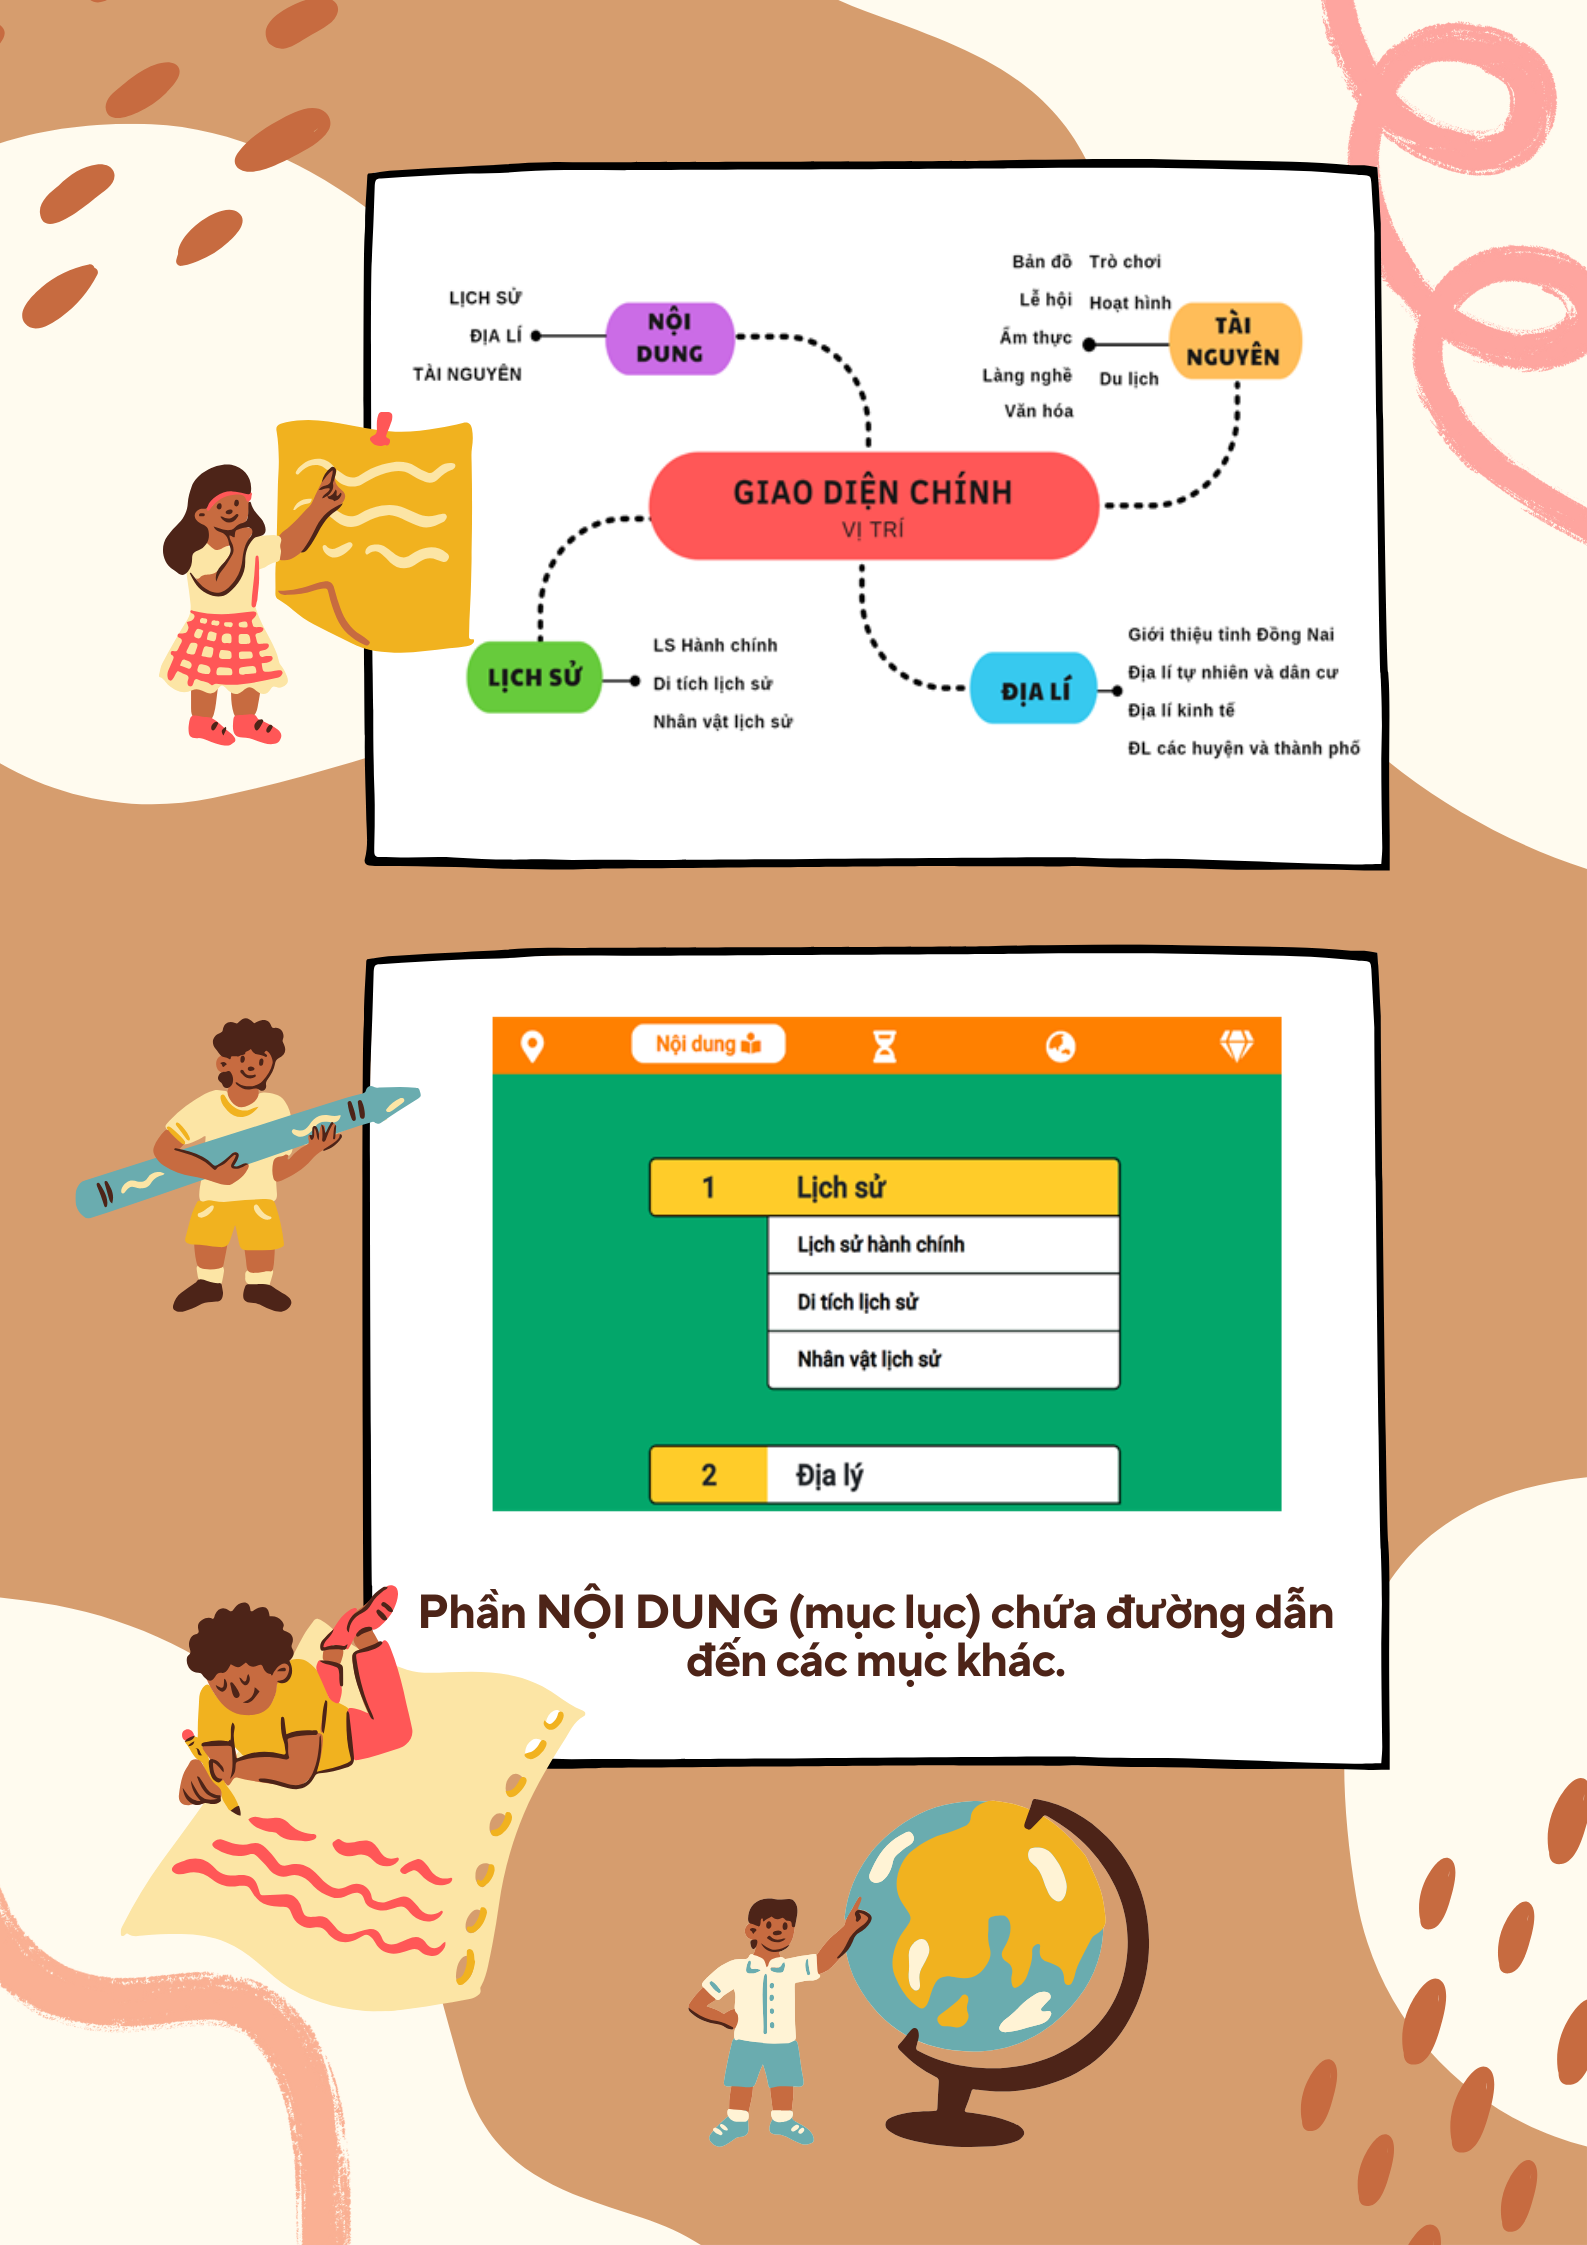 LỊCH SỬ
ĐỊA LÍ
TÀI NGUYÊN
NỘI
DUNG
Bản đồ
Lễ hội
Ẩm thực
Làng nghề
Văn hóa
Trò chơi
Hoạt hình
Du lịch
TÀI
NGUYÊN
GIAO DIỆN CHÍNH
VỊ TRÍ
LỊCH SỬ
LS Hành chính
Di tích lịch sử
Nhân vật lịch sử
ĐỊA LÍ
Giới thiệu tỉnh Đồng Nai
Địa lí tự nhiên và dân cư
Địa lí kinh tế
ĐL các huyện và thành phố
Nội dung
1 Lịch sử
Lịch sử hành chính
Di tích lịch sử
Nhân vật lịch sử
2 Địa lý
Phần NỘI DUNG (mục lục) chứa đường dẫn
đến các mục khác.